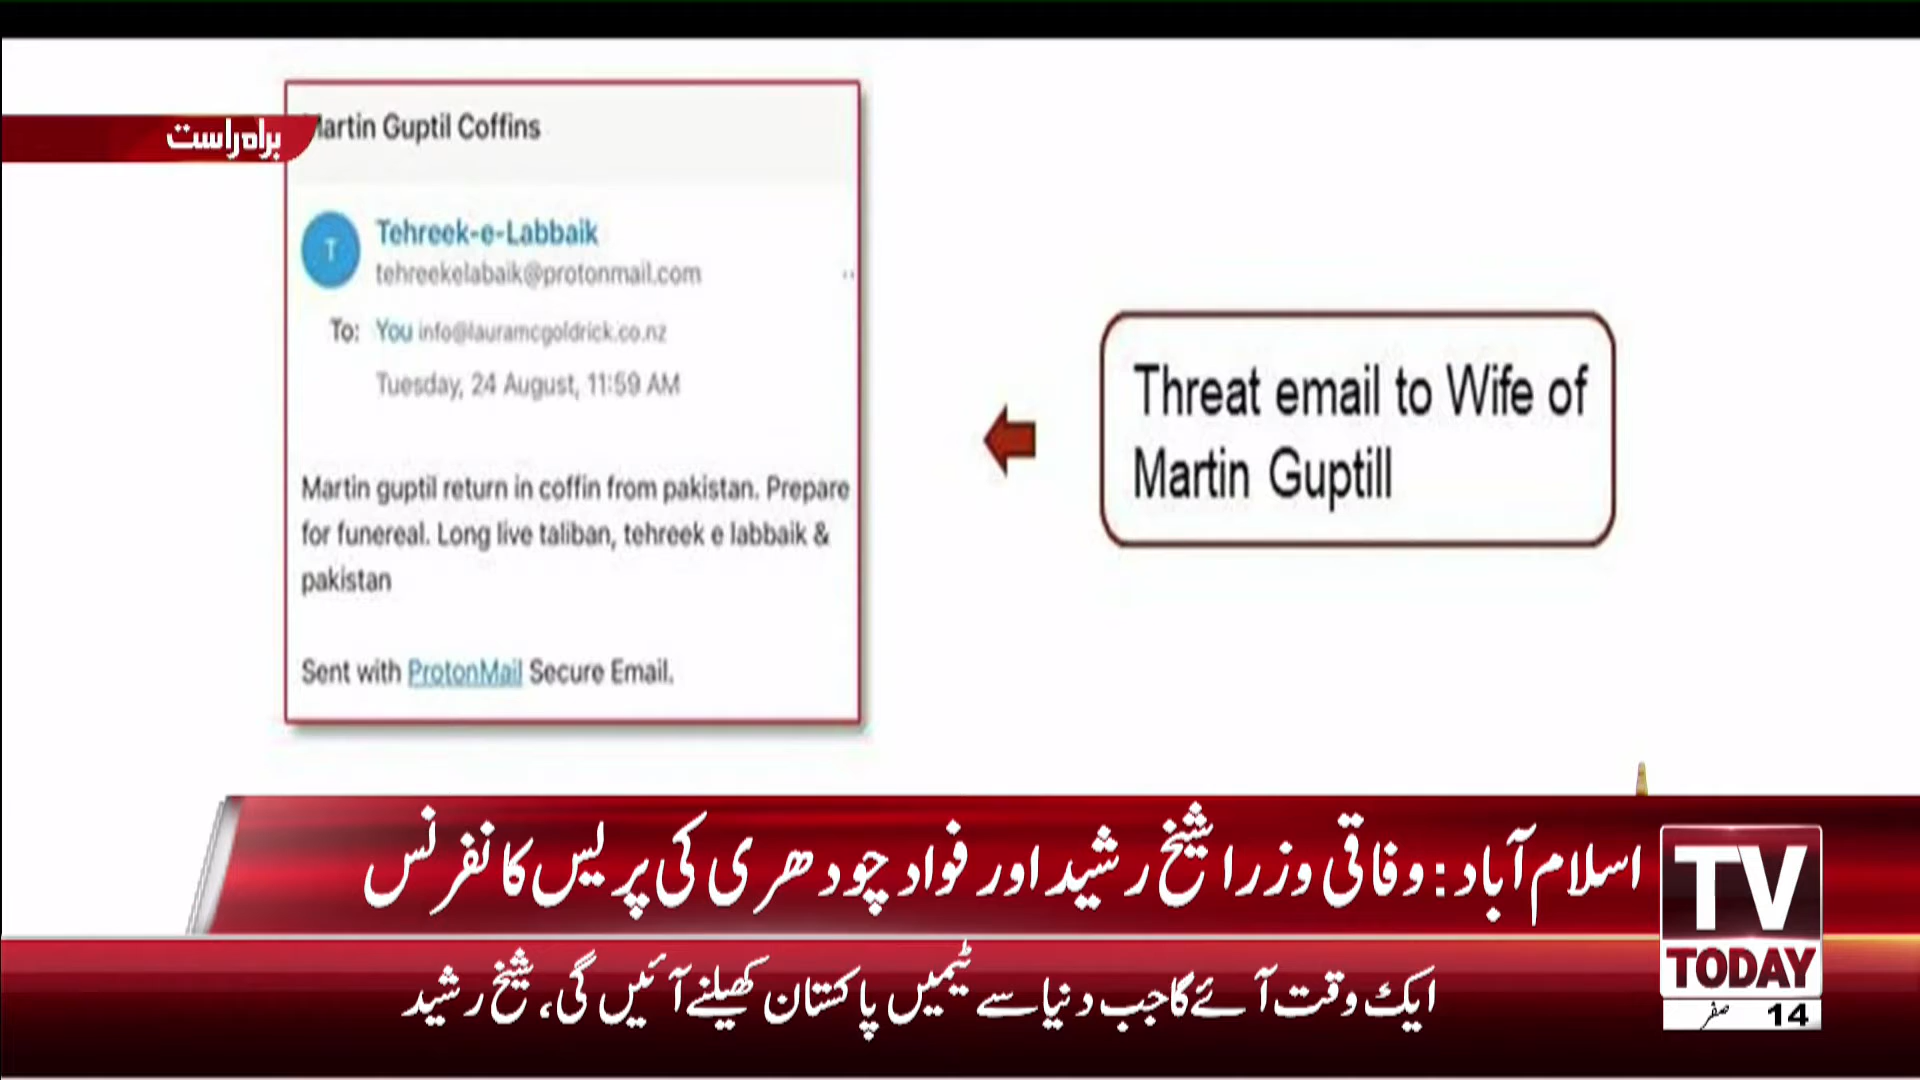 براہ راست
Martin Guptil Coffins
T
Tehreek-e-Labbaik
tehreekelabaik@protonmail.com
To: You info@lauramcgoldrick.co.nz
Tuesday, 24 August, 11:59 AM
Martin guptil return in coffin from pakistan. Prepare
for funereal. Long live taliban, tehreek e labbaik &
pakistan
Sent with ProtonMail Secure Email.
Threat email to Wife of
Martin Guptill
اسلام آباد: وفاقی وزرا شیخ رشید اور فواد چودھری کی پریس کانفرنس
ایک وقت آئے گا جب دنیا سے ٹیمیں پاکستان کھیلنے آئیں گی، شیخ رشید
TV
TODAY
14 صفر